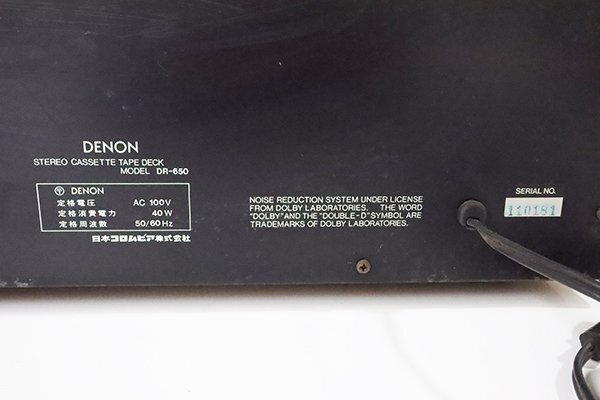 DENON
STEREO CASSETTE TAPE DECK
MODEL DR-650
DENON
定格電圧 AC 100V
定格消費電力 40W
定格周波数 50/60Hz
日本コロムビア株式会社
NOISE REDUCTION SYSTEM UNDER LICENSE
FROM DOLBY LABORATORIES. THE WORD
"DOLBY" AND THE "DOUBLE-D" SYMBOL ARE
TRADEMARKS OF DOLBY LABORATORIES.
SERIAL NO.
110181